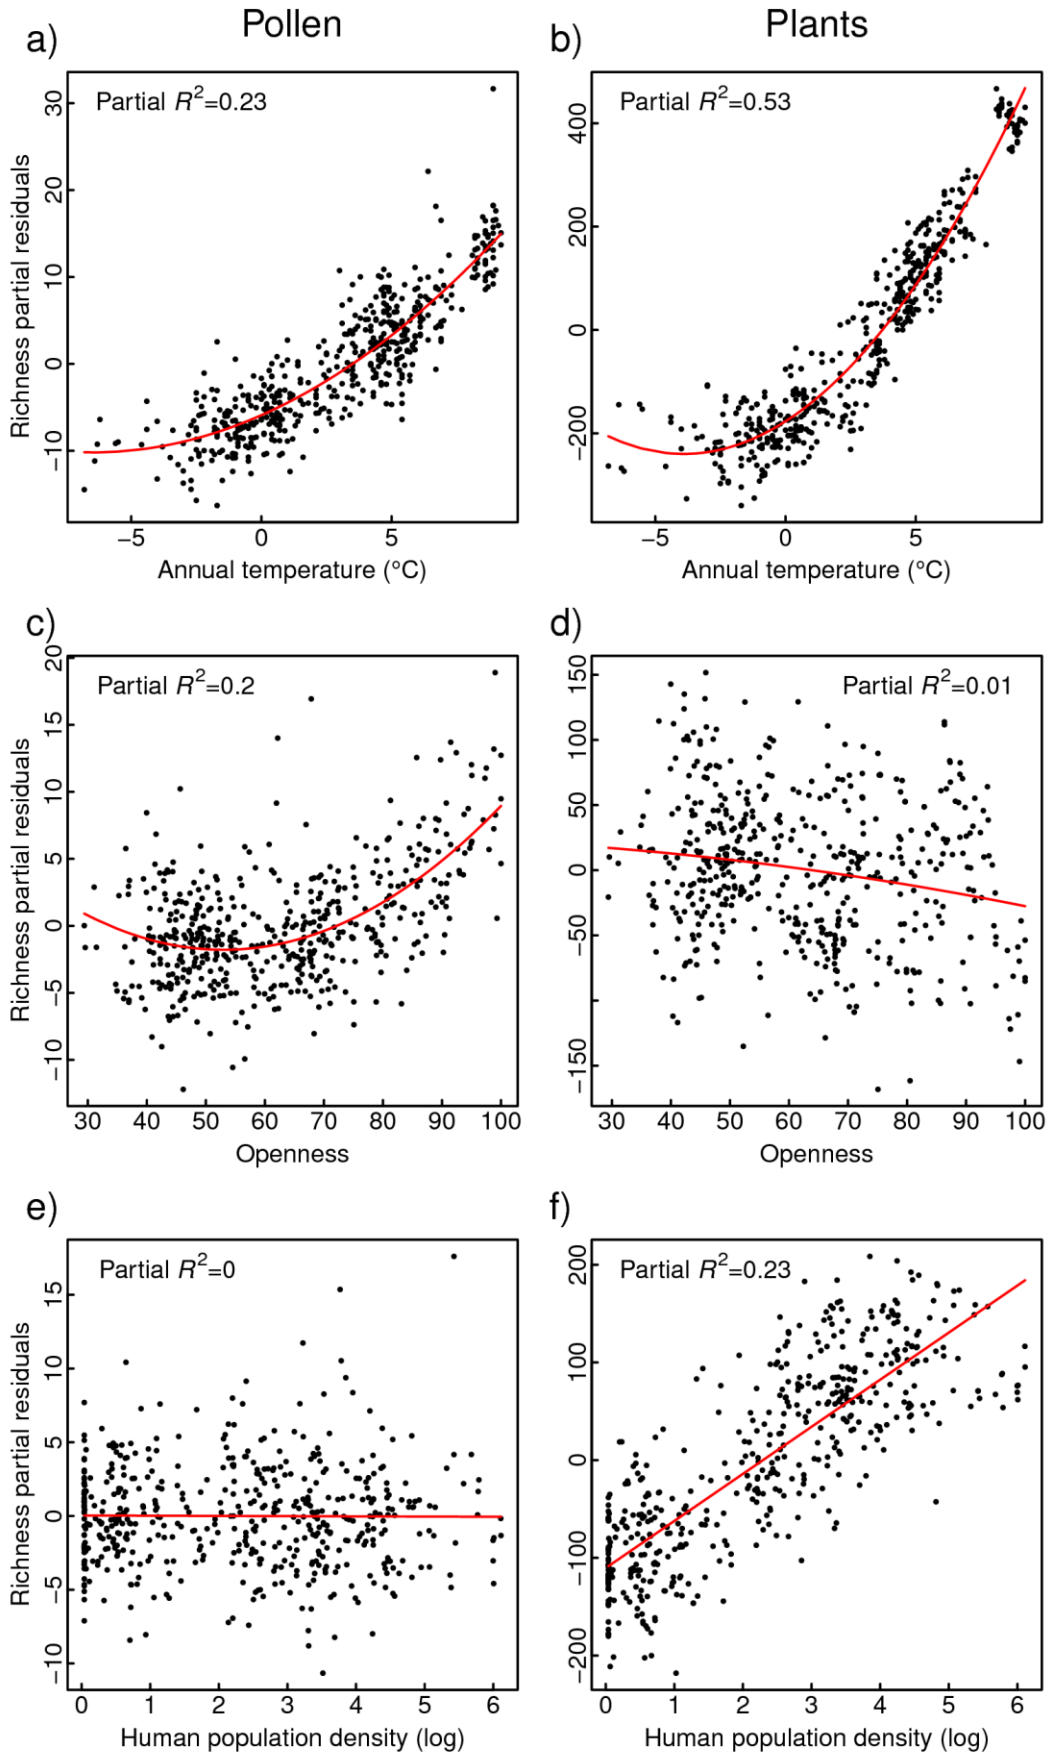 Pollen
Plants
a)
Partial R²=0.23
Richness partial residuals
30
20
10
0
−10
−5
0
5
Annual temperature (°C)
b)
Partial R²=0.53
400
200
0
−200
−5
0
5
Annual temperature (°C)
c)
Partial R²=0.2
Richness partial residuals
20
15
10
5
0
−5
−10
30 40 50 60 70 80 90 100
Openness
d)
Partial R²=0.01
150
100
50
0
−50
−150
30 40 50 60 70 80 90 100
Openness
e)
Partial R²=0
Richness partial residuals
15
10
5
0
−5
−10
0 1 2 3 4 5 6
Human population density (log)
f)
Partial R²=0.23
200
100
0
−100
−200
0 1 2 3 4 5 6
Human population density (log)